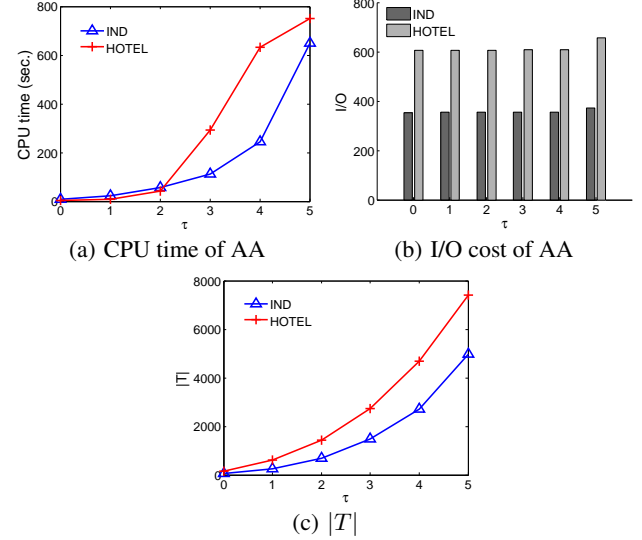 800
600
400
200
0
CPU time (sec.)
IND
HOTEL
0 1 2 3 4 5
τ
(a) CPU time of AA
800
600
400
200
0
I/O
IND
HOTEL
0 1 2 3 4 5
τ
(b) I/O cost of AA
8000
6000
4000
2000
0
|T|
IND
HOTEL
0 1 2 3 4 5
τ
(c) |T|